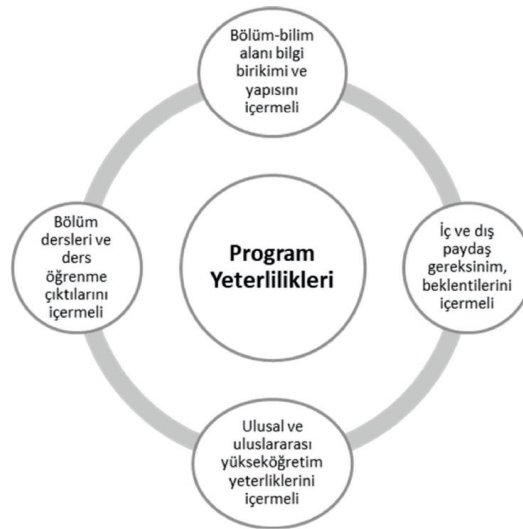 Bölüm-bilim
alanı bilgi
birikimi ve
yapısını
içermeli
Bölüm
dersleri ve
ders
öğrenme
çıktılarını
içermeli
Program
Yeterlilikleri
İç ve dış
paydaş
gereksinim,
beklentilerini
içermeli
Ulusal ve
uluslararası
yükseköğretim
yeterliklerini
içermeli